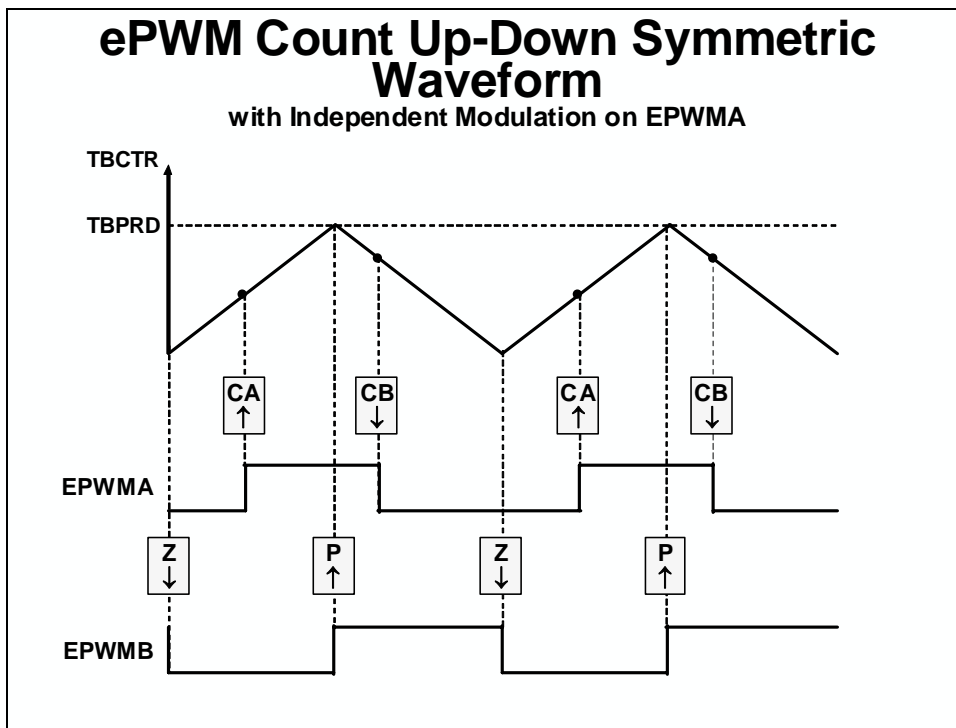 ePWM Count Up-Down Symmetric
Waveform
with Independent Modulation on EPWMA
TBCTR
TBPRD
CA
↑
CB
↓
CA
↑
CB
↓
EPWMA
Z
↓
P
↑
Z
↓
P
↑
EPWMB